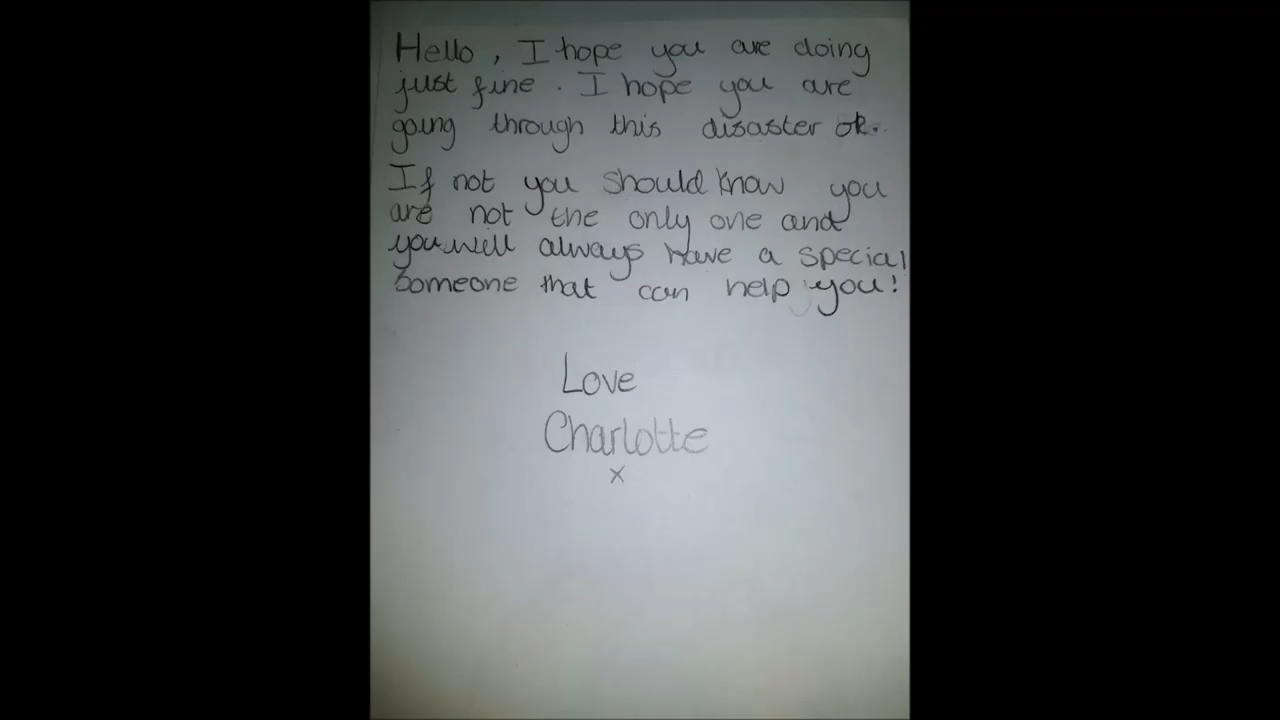 Hello, I hope you are doing
just fine. I hope you are
going through this disaster ok.
If not you should know you
are not the only one and
you will always have a special
someone that can help you!
Love
Charlotte
x